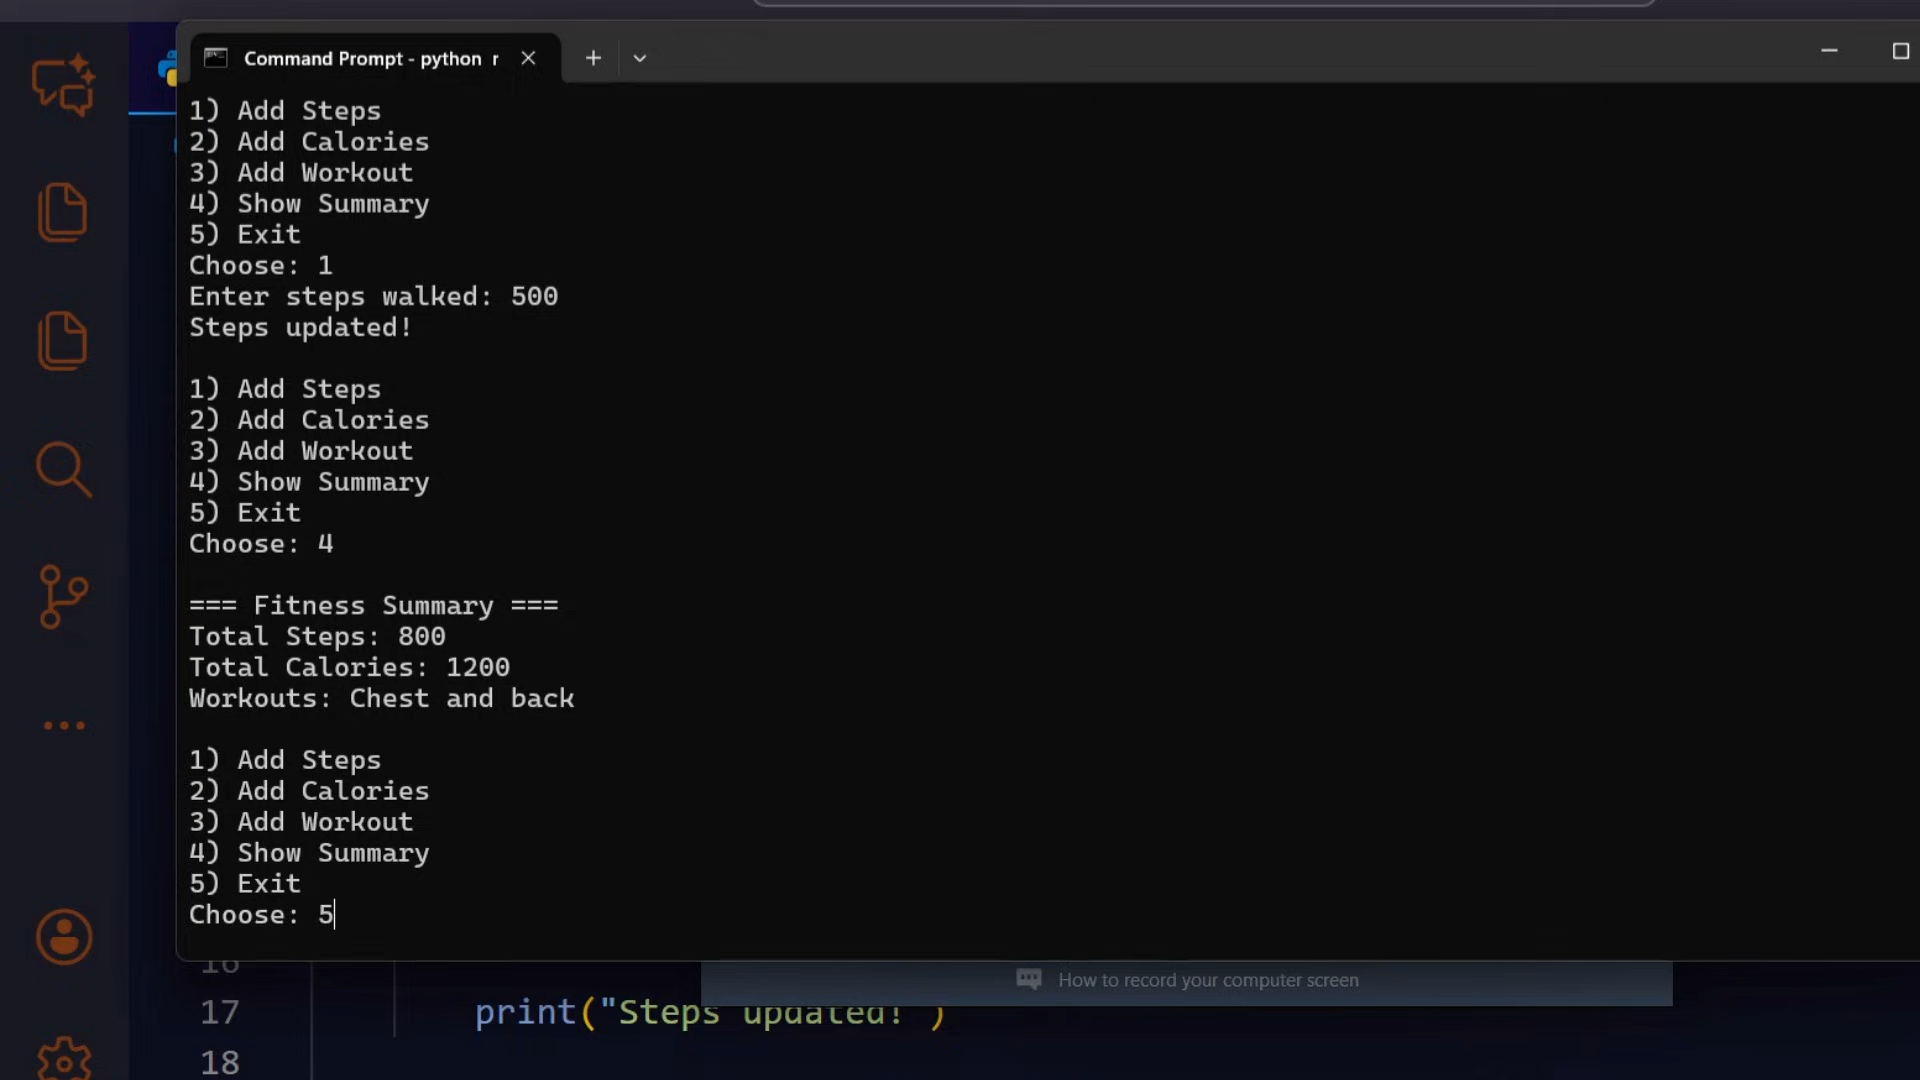 Command Prompt - python r
1) Add Steps
2) Add Calories
3) Add Workout
4) Show Summary
5) Exit
Choose: 1
Enter steps walked: 500
Steps updated!
1) Add Steps
2) Add Calories
3) Add Workout
4) Show Summary
5) Exit
Choose: 4
=== Fitness Summary ===
Total Steps: 800
Total Calories: 1200
Workouts: Chest and back
1) Add Steps
2) Add Calories
3) Add Workout
4) Show Summary
5) Exit
Choose: 5
16
How to record your computer screen
17 print("Steps updated!")
18